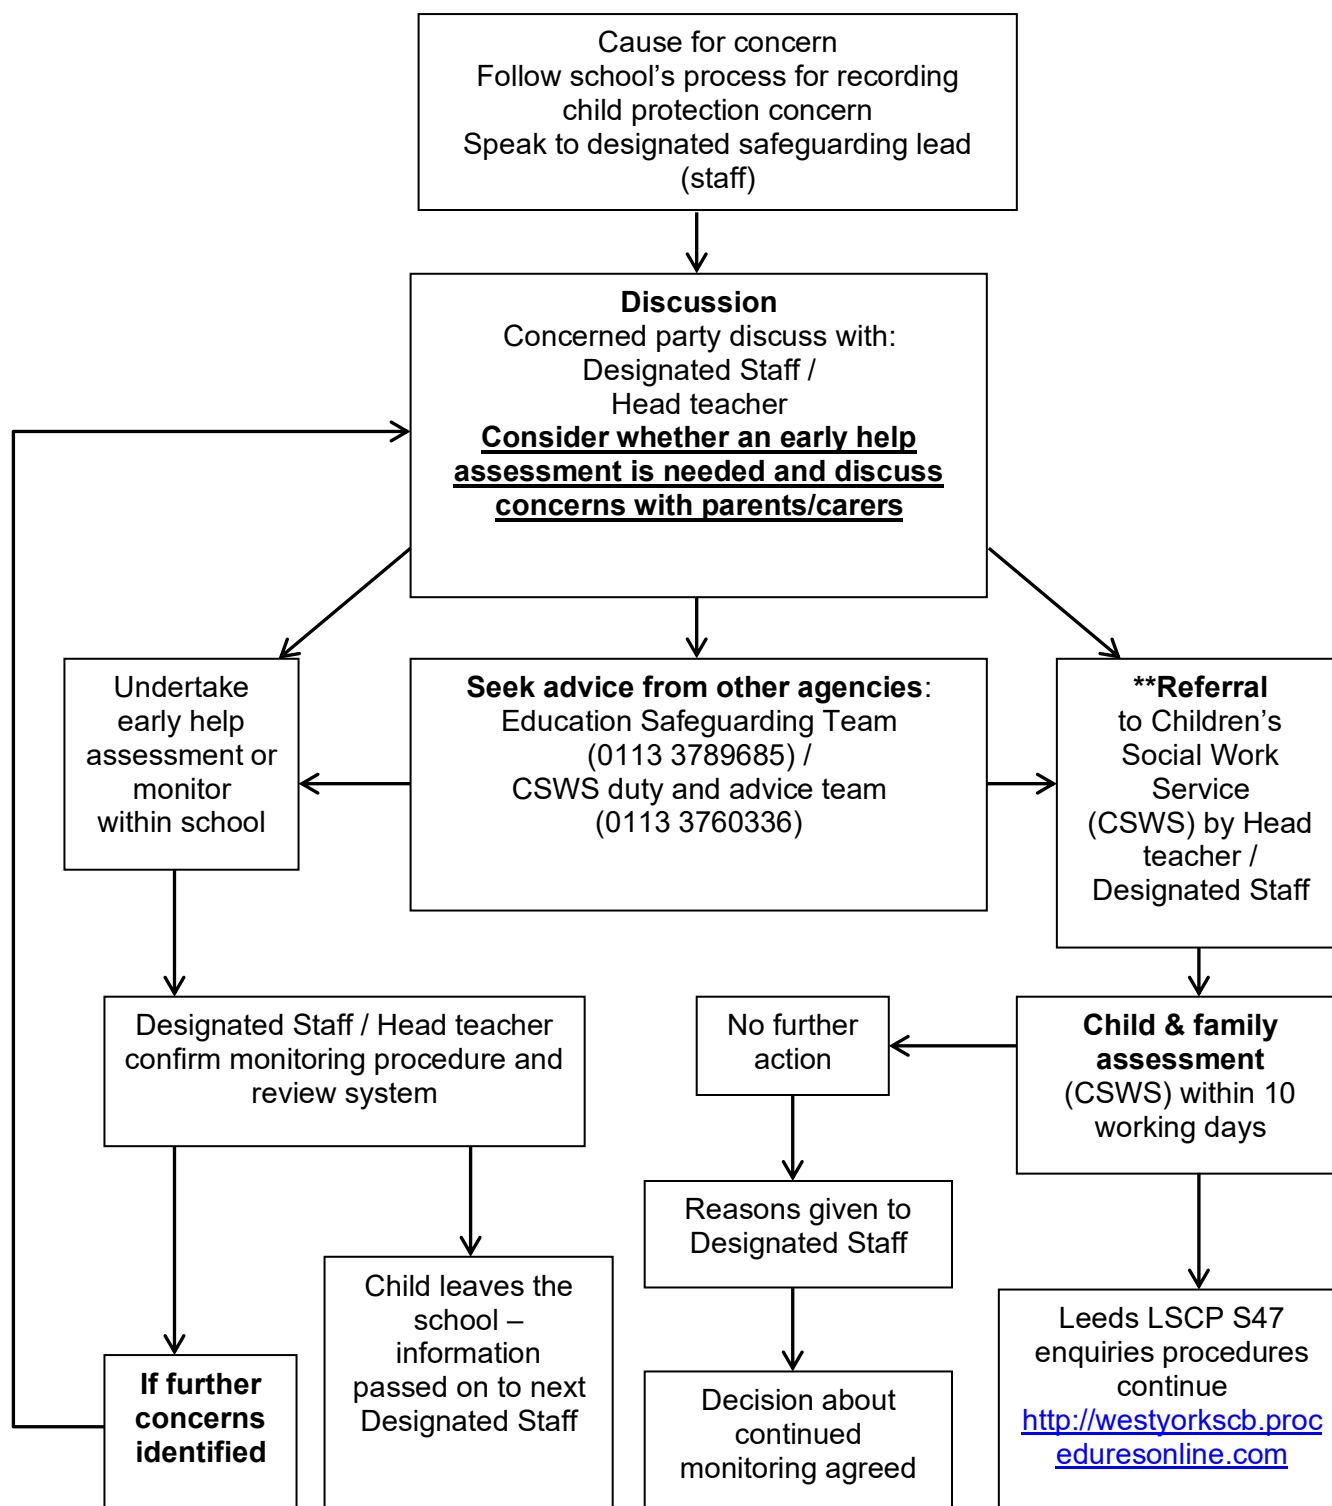 Cause for concern
Follow school’s process for recording
child protection concern
Speak to designated safeguarding lead
(staff)
Discussion
Concerned party discuss with:
Designated Staff /
Head teacher
Consider whether an early help
assessment is needed and discuss
concerns with parents/carers
Undertake
early help
assessment or
monitor
within school
Seek advice from other agencies:
Education Safeguarding Team
(0113 3789685) /
CSWS duty and advice team
(0113 3760336)
**Referral
to Children’s
Social Work
Service
(CSWS) by Head
teacher /
Designated Staff
Designated Staff / Head teacher
confirm monitoring procedure and
review system
No further
action
Child & family
assessment
(CSWS) within 10
working days
Reasons given to
Designated Staff
Child leaves the
school –
information
passed on to next
Designated Staff
Leeds LSCP S47
enquiries procedures
continue
http://westyorkscb.proc
eduresonline.com
If further
concerns
identified
Decision about
continued
monitoring agreed